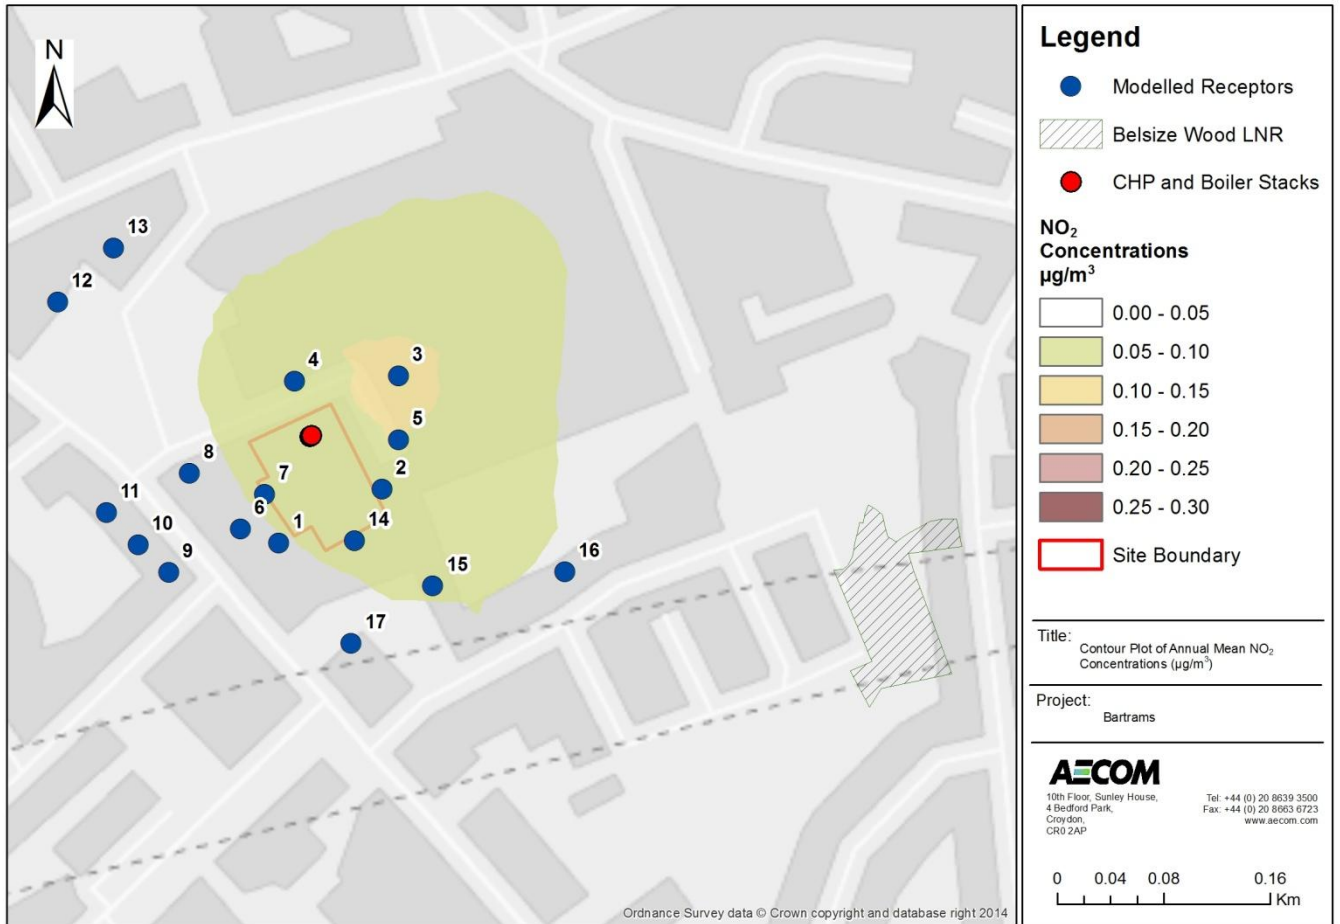 N
13
12
4
3
5
8
7
2
6
1
14
11
10
9
15
16
17
Ordnance Survey data © Crown copyright and database right 2014
Legend
Modelled Receptors
Belsize Wood LNR
CHP and Boiler Stacks
NO₂
Concentrations
µg/m³
0.00 - 0.05
0.05 - 0.10
0.10 - 0.15
0.15 - 0.20
0.20 - 0.25
0.25 - 0.30
Site Boundary
Title:
Contour Plot of Annual Mean NO₂
Concentrations (µg/m³)
Project:
Bartrams
AECOM
10th Floor, Sunley House,
4 Bedford Park,
Croydon,
CR0 2AP
Tel: +44 (0) 20 8639 3500
Fax: +44 (0) 20 8663 6723
www.aecom.com
0 0.04 0.08 0.16
Km